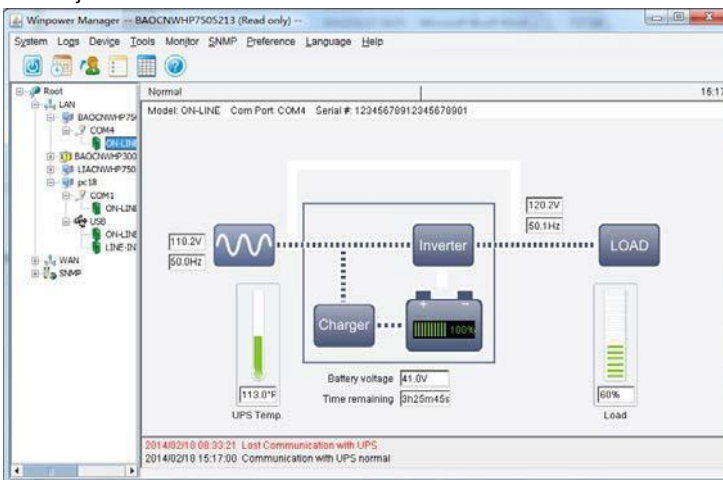 Winpower Manager -- BAOCNWHP7505213 (Read only) --
System Logs Device Tools Monitor SNMP Preference Language Help
Root
LAN
BAOCNWHP75
COM4
ON-LINE
BAOCNWHP300
LIACNWHP750
pc18
COM1
ON-LINE
USB
ON-LINE
LINE-IN
WAN
SNMP
Normal 15:17
Model: ON-LINE Com Port: COM4 Serial #: 12345678912345678901
110.2V
50.0Hz
120.2V
50.1Hz
Inverter
LOAD
Charger
+ -
100%
Battery voltage 41.0V
Time remaining 3h25m45s
113.0°F
UPS Temp.
60%
Load
2014/02/18 08:33:21 Lost Communication with UPS
2014/02/18 15:17:00 Communication with UPS normal